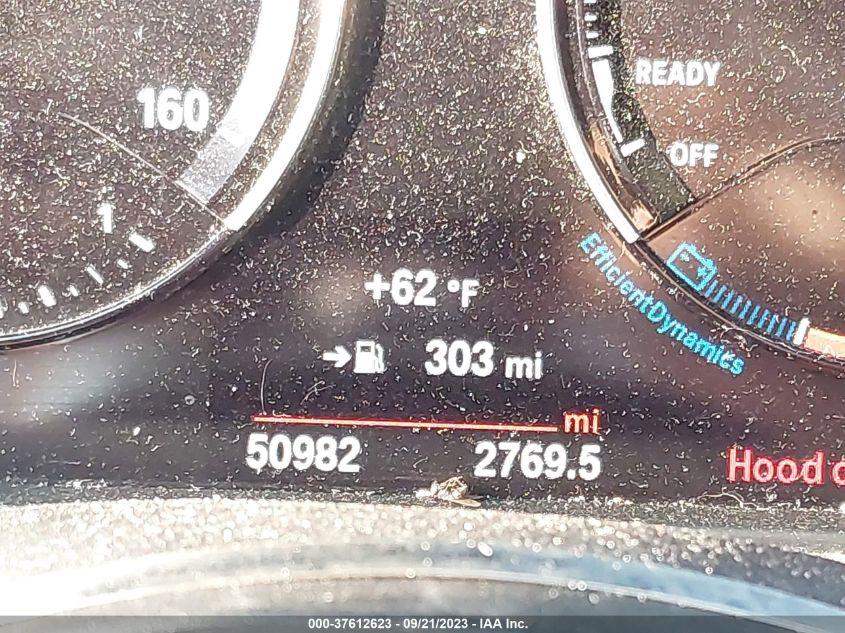 160
1
READY
OFF
EfficientDynamics
+62 °F
303 mi
mi
50982 2769.5
Hood
000-37612623 - 09/21/2023 - IAA Inc.